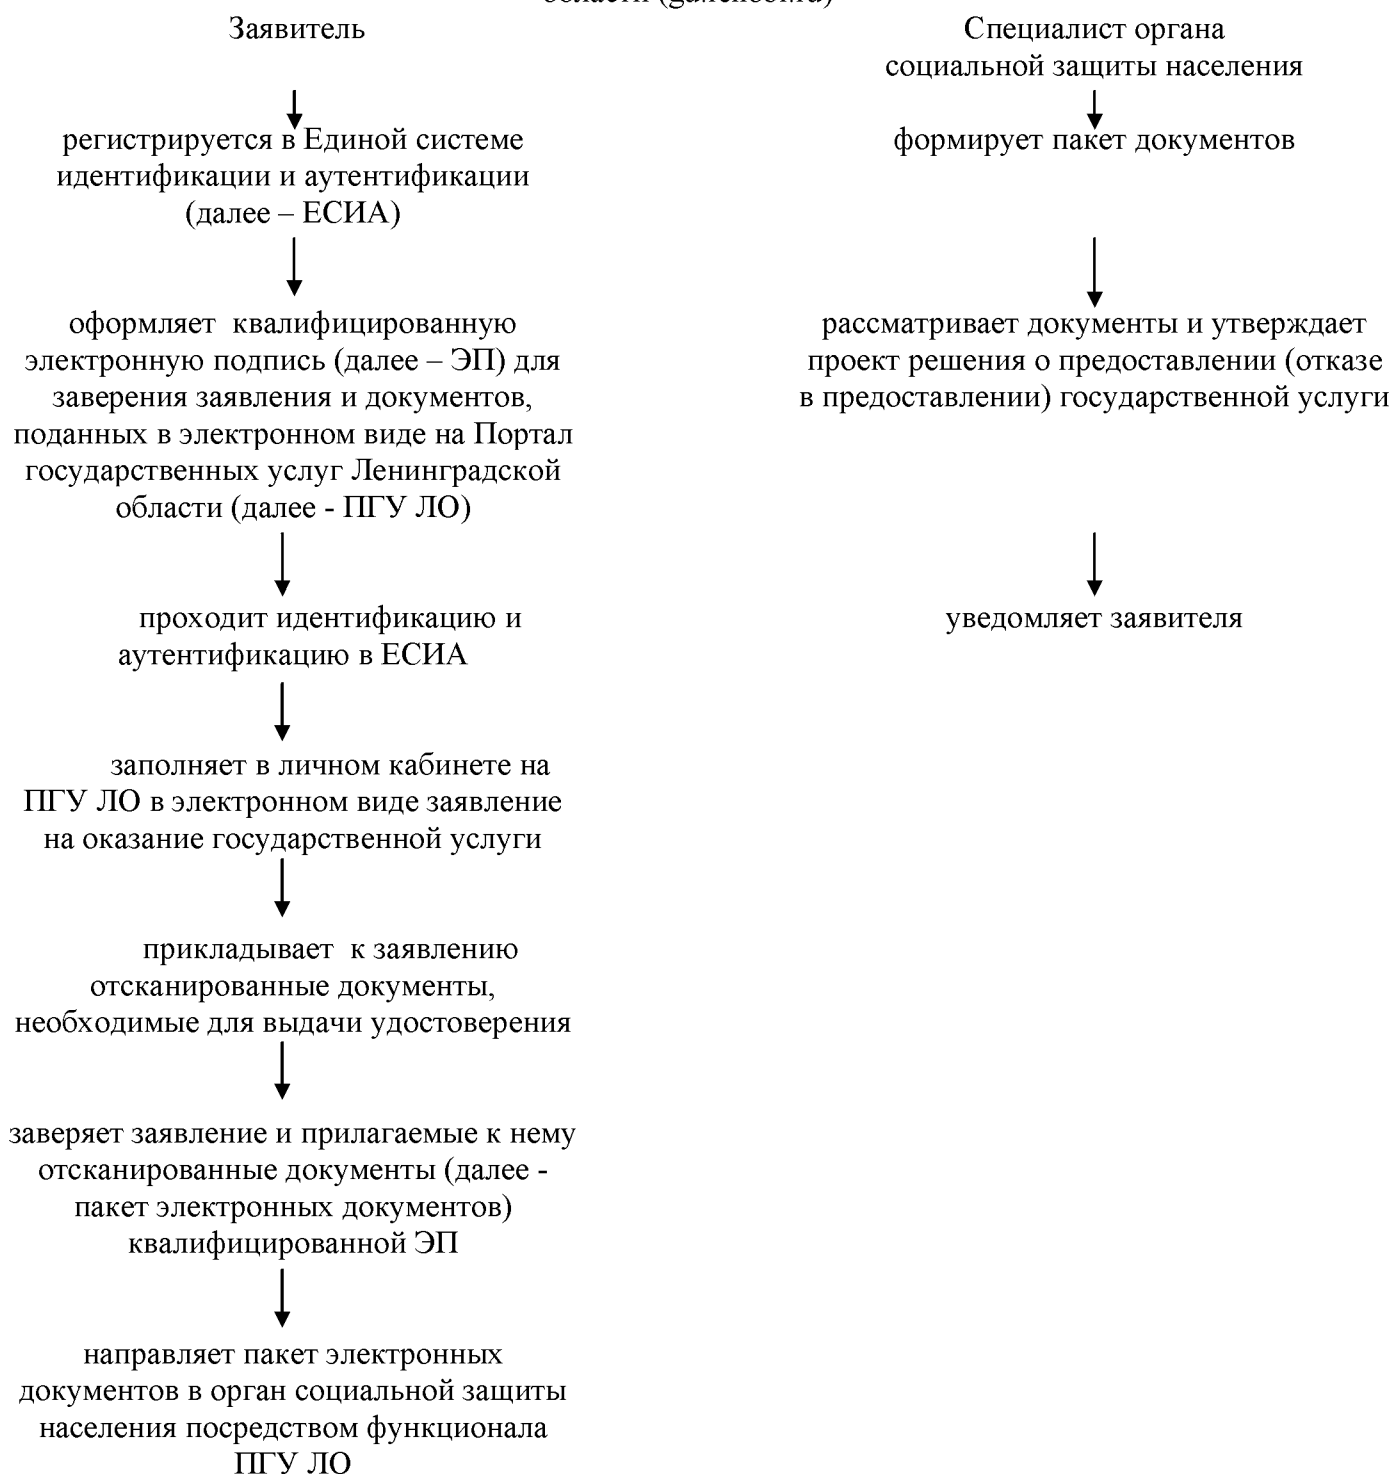 области (gu.lenobl.ru)
Заявитель
регистрируется в Единой системе
идентификации и аутентификации
(далее – ЕСИА)
оформляет квалифицированную
электронную подпись (далее – ЭП) для
заверения заявления и документов,
поданных в электронном виде на Портал
государственных услуг Ленинградской
области (далее - ПГУ ЛО)
проходит идентификацию и
аутентификацию в ЕСИА
заполняет в личном кабинете на
ПГУ ЛО в электронном виде заявление
на оказание государственной услуги
прикладывает к заявлению
отсканированные документы,
необходимые для выдачи удостоверения
заверяет заявление и прилагаемые к нему
отсканированные документы (далее -
пакет электронных документов)
квалифицированной ЭП
направляет пакет электронных
документов в орган социальной защиты
населения посредством функционала
ПГУ ЛО
Специалист органа
социальной защиты населения
формирует пакет документов
рассматривает документы и утверждает
проект решения о предоставлении (отказе
в предоставлении) государственной услуги
уведомляет заявителя